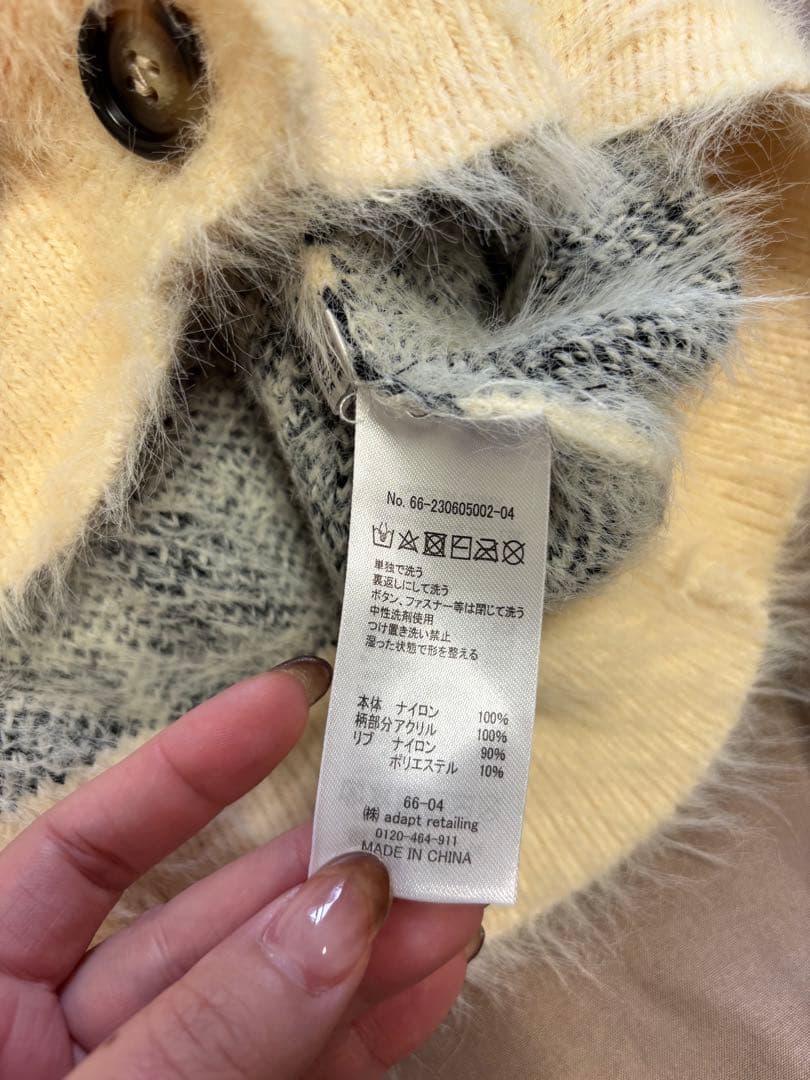 No. 66-230605002-04
単独で洗う
裏返しにして洗う
ボタン、ファスナー等は閉じて洗う
中性洗剤使用
つけ置き洗い禁止
湿った状態で形を整える
本体 ナイロン 100%
柄部分アクリル 100%
リブ ナイロン 90%
ポリエステル 10%
66-04
㈱ adapt retailing
0120-464-911
MADE IN CHINA